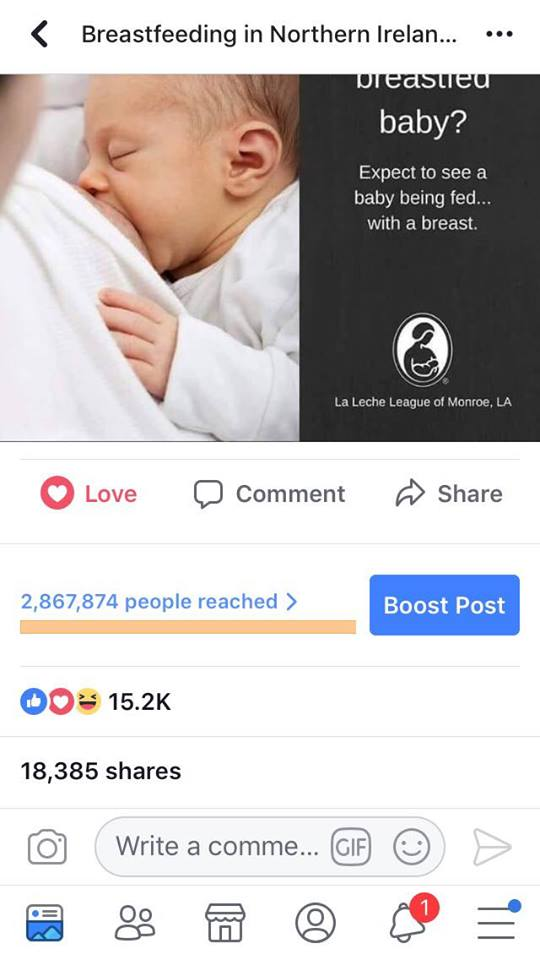 Breastfeeding in Northern Irelan...
breastfed
baby?
Expect to see a
baby being fed...
with a breast.
®
La Leche League of Monroe, LA
Love
Comment
Share
2,867,874 people reached
Boost Post
15.2K
18,385 shares
Write a comme...
GIF
1